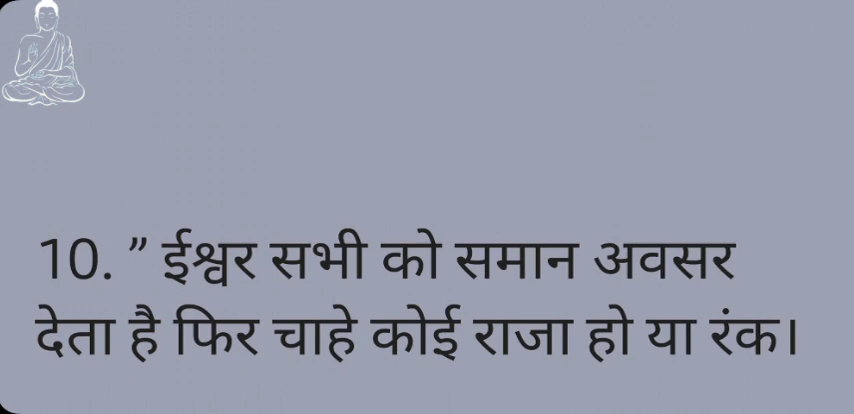 10. ” ईश्वर सभी को समान अवसर
देता है फिर चाहे कोई राजा हो या रंक।